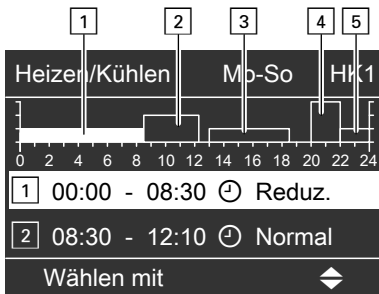 1 2 3 4 5
Heizen/Kühlen Mo-So HK1
0 2 4 6 8 10 12 14 16 18 20 22 24
1 00:00 - 08:30 Reduz.
2 08:30 - 12:10 Normal
Wählen mit